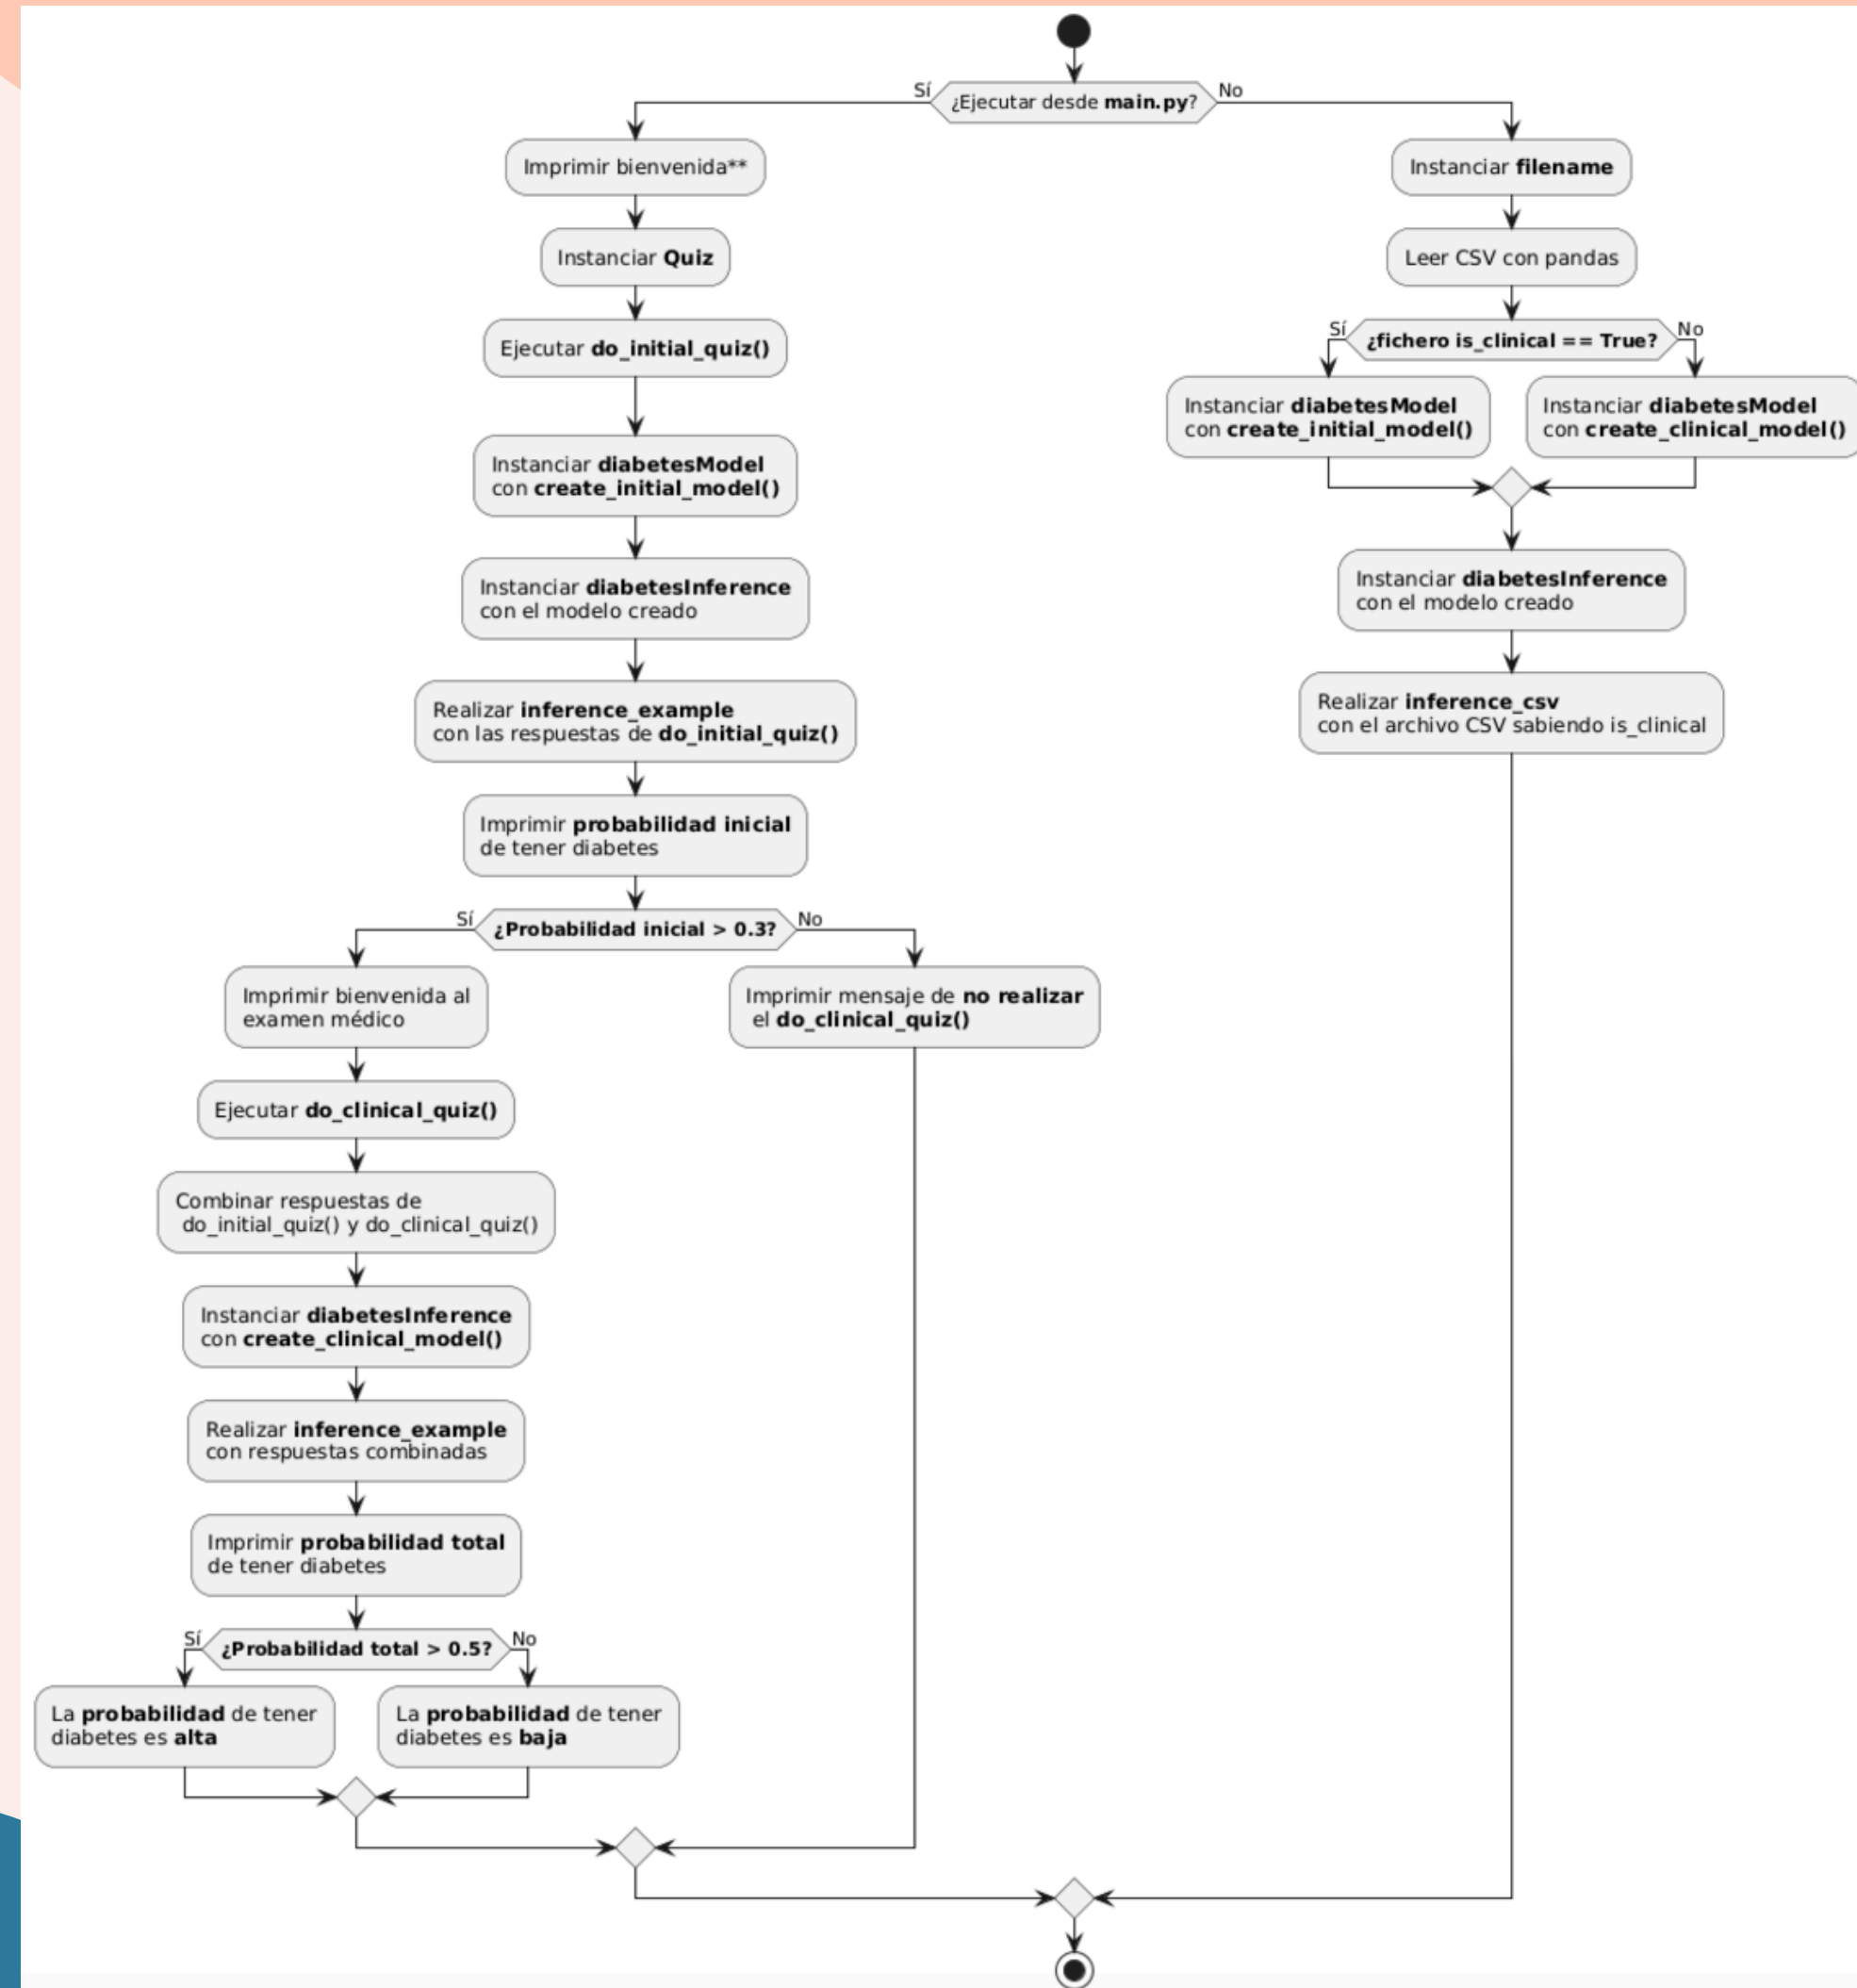 ¿Ejecutar desde main.py?
Sí
No
Imprimir bienvenida**
Instanciar Quiz
Ejecutar do_initial_quiz()
Instanciar diabetesModel
con create_initial_model()
Instanciar diabetesInference
con el modelo creado
Realizar inference_example
con las respuestas de do_initial_quiz()
Imprimir probabilidad inicial
de tener diabetes
¿Probabilidad inicial > 0.3?
Sí
No
Imprimir bienvenida al
examen médico
Ejecutar do_clinical_quiz()
Combinar respuestas de
do_initial_quiz() y do_clinical_quiz()
Instanciar diabetesInference
con create_clinical_model()
Realizar inference_example
con respuestas combinadas
Imprimir probabilidad total
de tener diabetes
¿Probabilidad total > 0.5?
Sí
No
La probabilidad de tener
diabetes es alta
La probabilidad de tener
diabetes es baja
Imprimir mensaje de no realizar
el do_clinical_quiz()
Instanciar filename
Leer CSV con pandas
¿fichero is_clinical == True?
Sí
No
Instanciar diabetesModel
con create_initial_model()
Instanciar diabetesModel
con create_clinical_model()
Instanciar diabetesInference
con el modelo creado
Realizar inference_csv
con el archivo CSV sabiendo is_clinical